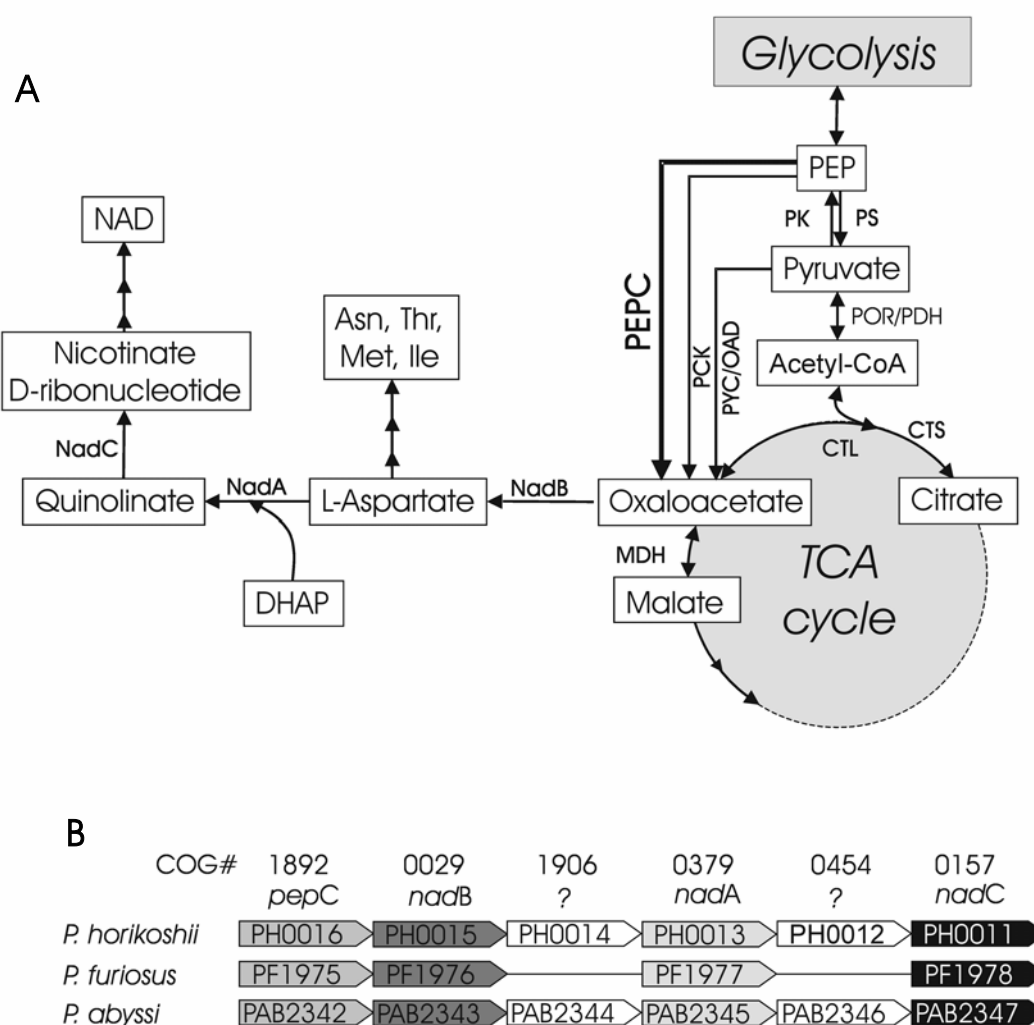 A
Glycolysis
PEP
PK
PS
Pyruvate
POR/PDH
Acetyl-CoA
PEPC
PCK
PYC/OAD
CTL
CTS
Oxaloacetate
Citrate
MDH
Malate
TCA
cycle
NAD
Nicotinate
D-ribonucleotide
NadC
Quinolinate
NadA
DHAP
Asn, Thr,
Met, Ile
L-Aspartate
NadB
B
COG# 1892 0029 1906 0379 0454 0157
pepC nadB ? nadA ? nadC
P. horikoshii PH0016 PH0015 PH0014 PH0013 PH0012 PH0011
P. furiosus PF1975 PF1976 PF1977 PF1978
P. abyssi PAB2342 PAB2343 PAB2344 PAB2345 PAB2346 PAB2347